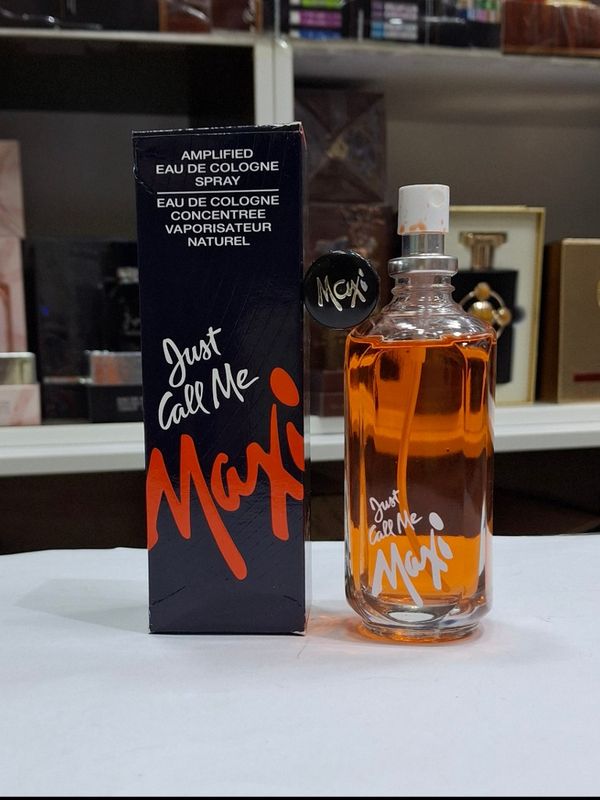 AMPLIFIED
EAU DE COLOGNE
SPRAY
EAU DE COLOGNE
CONCENTREE
VAPORISATEUR
NATUREL
Just
Call Me
Maxi
Maxi
Just
Call Me
Maxi